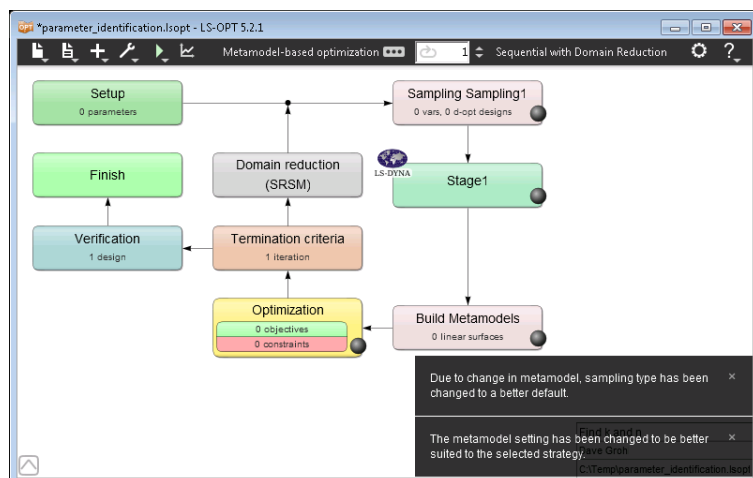 *parameter_identification.lsopt - LS-OPT 5.2.1
Metamodel-based optimization
1
Sequential with Domain Reduction
Setup
0 parameters
Sampling Sampling1
0 vars, 0 d-opt designs
Finish
Domain reduction
(SRSM)
LS-DYNA
Stage1
Verification
1 design
Termination criteria
1 iteration
Optimization
0 objectives
0 constraints
Build Metamodels
0 linear surfaces
Due to change in metamodel, sampling type has been
changed to a better default.
Find k and n
The metamodel setting has been changed to be better
suited to the selected strategy.
Dave Groh
C:\Temp\parameter_identification.lsopt